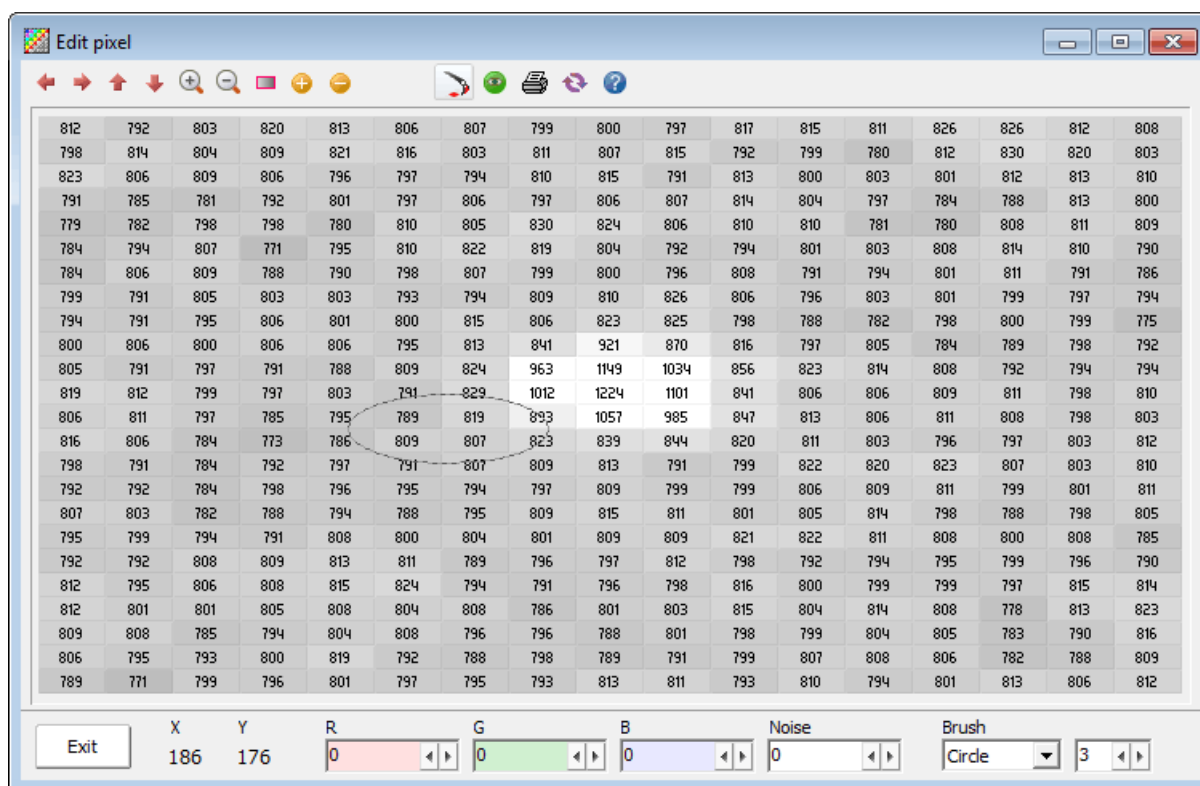 Edit pixel
812 792 803 820 813 806 807 799 800 797 817 815 811 826 826 812 808
798 814 804 809 821 816 803 811 807 815 792 799 780 812 830 820 803
823 806 809 806 796 797 794 810 815 791 813 800 803 801 812 813 810
791 785 781 792 801 797 806 797 806 807 814 804 797 784 788 813 800
779 782 798 798 780 810 805 830 824 806 810 810 781 780 808 811 809
784 794 807 771 795 810 822 819 804 792 794 801 803 808 814 810 790
784 806 809 788 790 798 807 799 800 796 808 791 794 801 811 791 786
799 791 805 803 803 793 794 809 810 826 806 796 803 801 799 797 794
794 791 795 806 801 800 815 806 823 825 798 788 782 798 800 799 775
800 806 800 806 806 795 813 841 921 870 816 797 805 784 789 798 792
805 791 797 791 788 809 824 963 1149 1034 856 823 814 808 792 794 794
819 812 799 797 803 791 829 1012 1224 1101 841 806 806 809 811 798 810
806 811 797 785 795 789 819 893 1057 985 847 813 806 811 808 798 803
816 806 784 773 786 809 807 823 839 844 820 811 803 796 797 803 812
798 791 784 792 797 791 807 809 813 791 799 822 820 823 807 803 810
792 792 784 798 796 795 794 797 809 799 799 806 809 811 799 801 811
807 803 782 788 794 788 795 809 815 811 801 805 814 798 788 798 805
795 799 794 791 808 800 804 801 809 809 821 822 811 808 800 808 785
792 792 808 809 813 811 789 796 797 812 798 792 794 795 799 796 790
812 795 806 808 815 824 794 791 796 798 816 800 799 799 797 815 814
812 801 801 805 808 804 808 786 801 803 815 804 814 808 778 813 823
809 808 785 794 804 808 796 796 788 801 798 799 804 805 783 790 816
806 795 793 800 819 792 788 798 789 791 799 807 808 806 782 788 809
789 771 799 796 801 797 795 793 813 811 793 810 794 801 813 806 812
X Y R G B Noise Brush
Exit 186 176 0 0 0 0 Circle 3